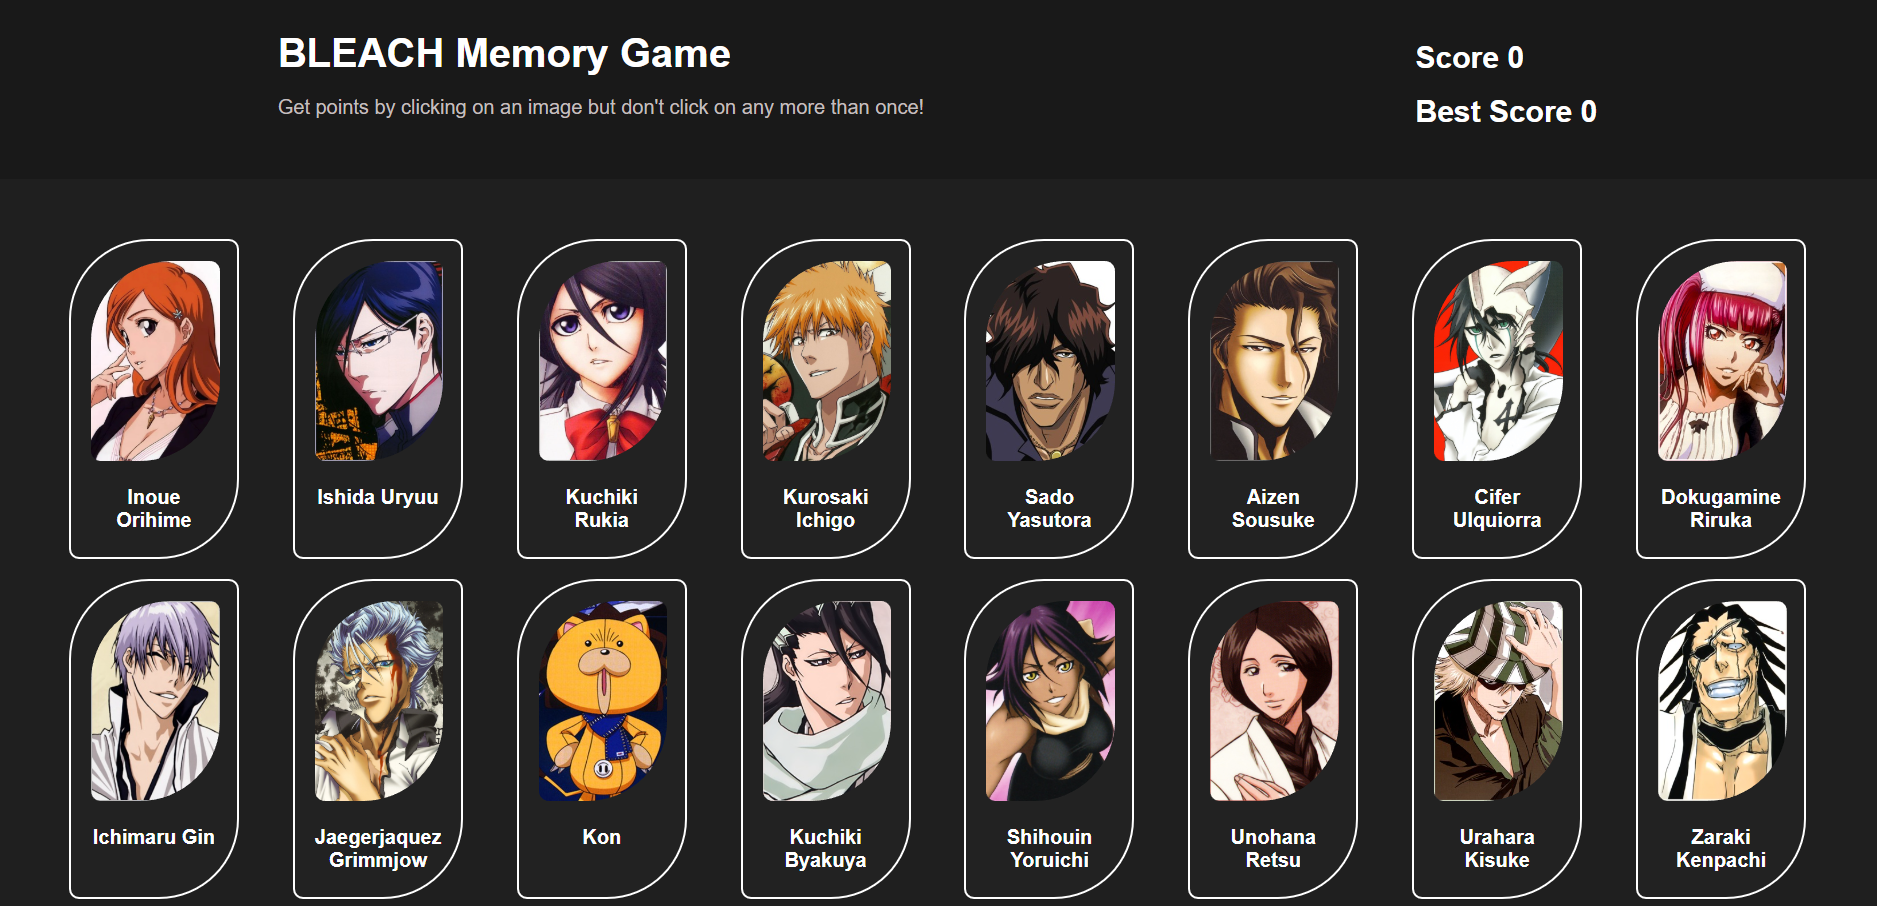 BLEACH Memory Game
Get points by clicking on an image but don't click on any more than once!
Score 0
Best Score 0
Inoue
Orihime
Ishida Uryuu
Kuchiki
Rukia
Kurosaki
Ichigo
Sado
Yasutora
Aizen
Sousuke
Cifer
Ulquiorra
Dokugamine
Riruka
Ichimaru Gin
Jaegerjaquez
Grimmjow
Kon
Kuchiki
Byakuya
Shihouin
Yoruichi
Unohana
Retsu
Urahara
Kisuke
Zaraki
Kenpachi